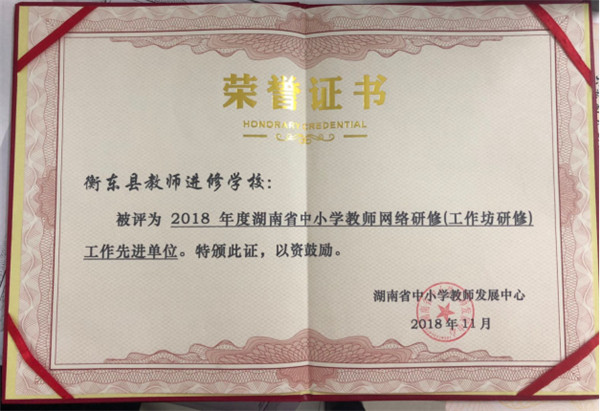 荣誉证书
HONORARY CREDENTIAL
衡东县教师进修学校：
被评为 2018 年度湖南省中小学教师网络研修(工作坊研修)
工作先进单位。特颁此证，以资鼓励。
湖南省中小学教师发展中心
2018 年 11 月